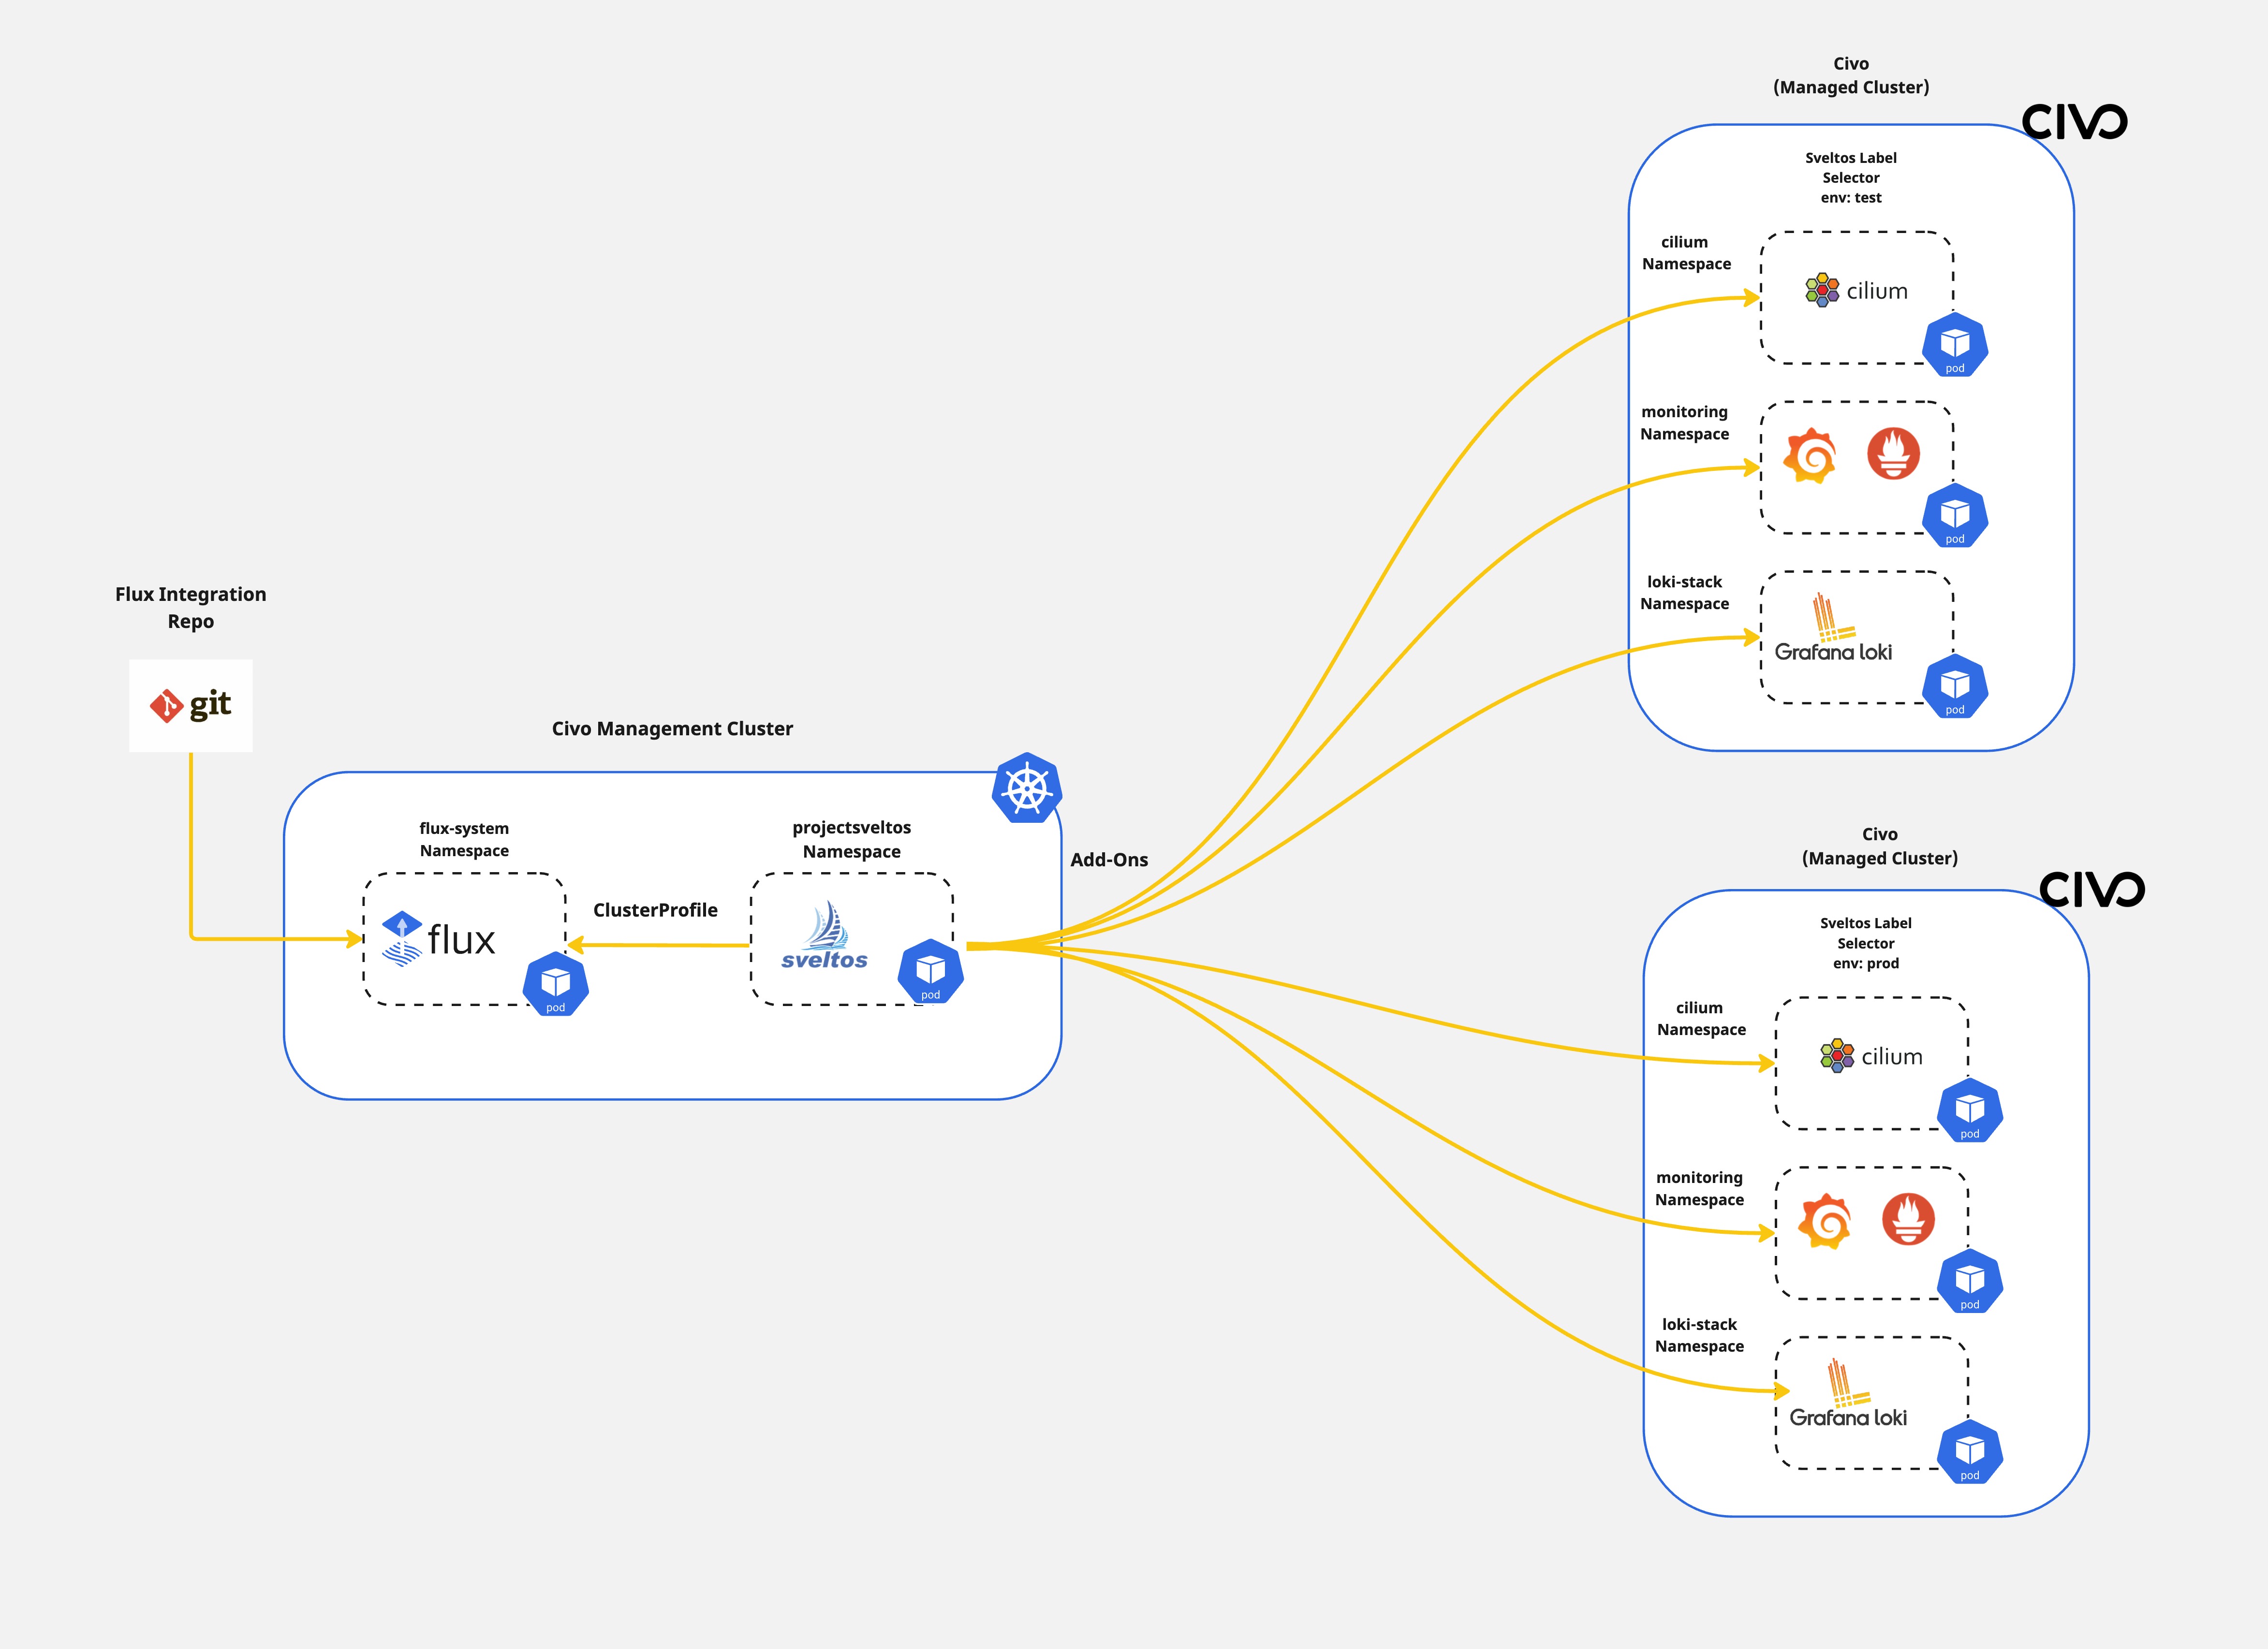 Flux Integration
Repo
git
Civo Management Cluster
flux-system
Namespace
flux
pod
ClusterProfile
projectsveltos
Namespace
sveltos
pod
Add-Ons
Civo
(Managed Cluster)
CIVO
Sveltos Label
Selector
env: test
cilium
Namespace
cilium
pod
monitoring
Namespace
pod
loki-stack
Namespace
Grafana loki
pod
Civo
(Managed Cluster)
CIVO
Sveltos Label
Selector
env: prod
cilium
Namespace
cilium
pod
monitoring
Namespace
pod
loki-stack
Namespace
Grafana loki
pod